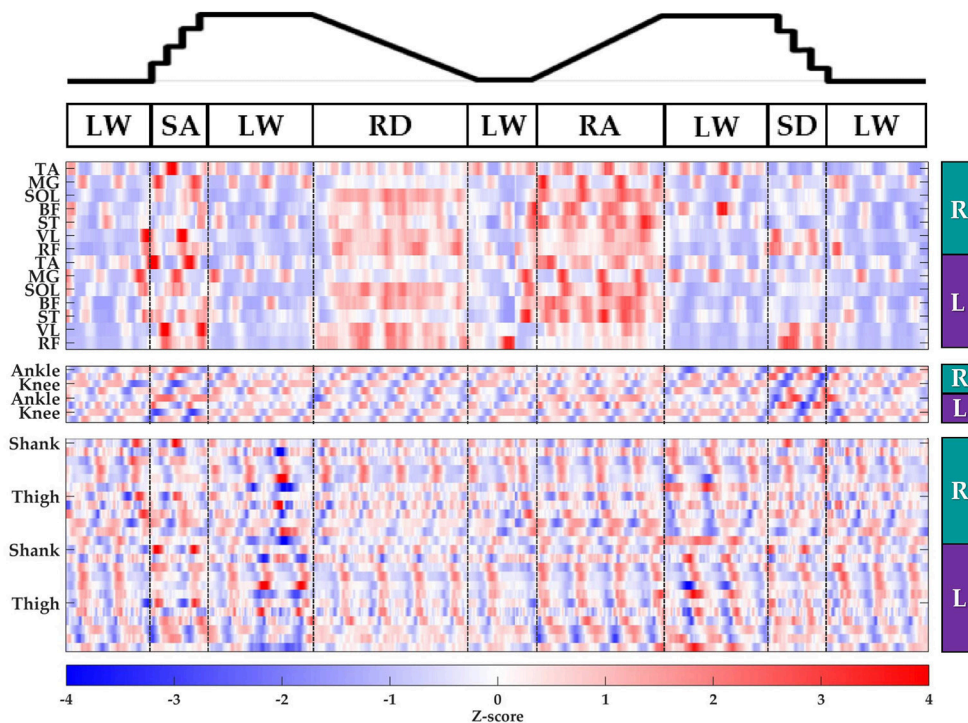 LW SA LW RD LW RA LW SD LW
TA
MG
SOL
BF
ST
VL
RF
TA
MG
SOL
BF
ST
VL
RF
R
L
Ankle
Knee
Ankle
Knee
R
L
Shank
Thigh
Shank
Thigh
R
L
-4 -3 -2 -1 0 1 2 3 4
Z-score